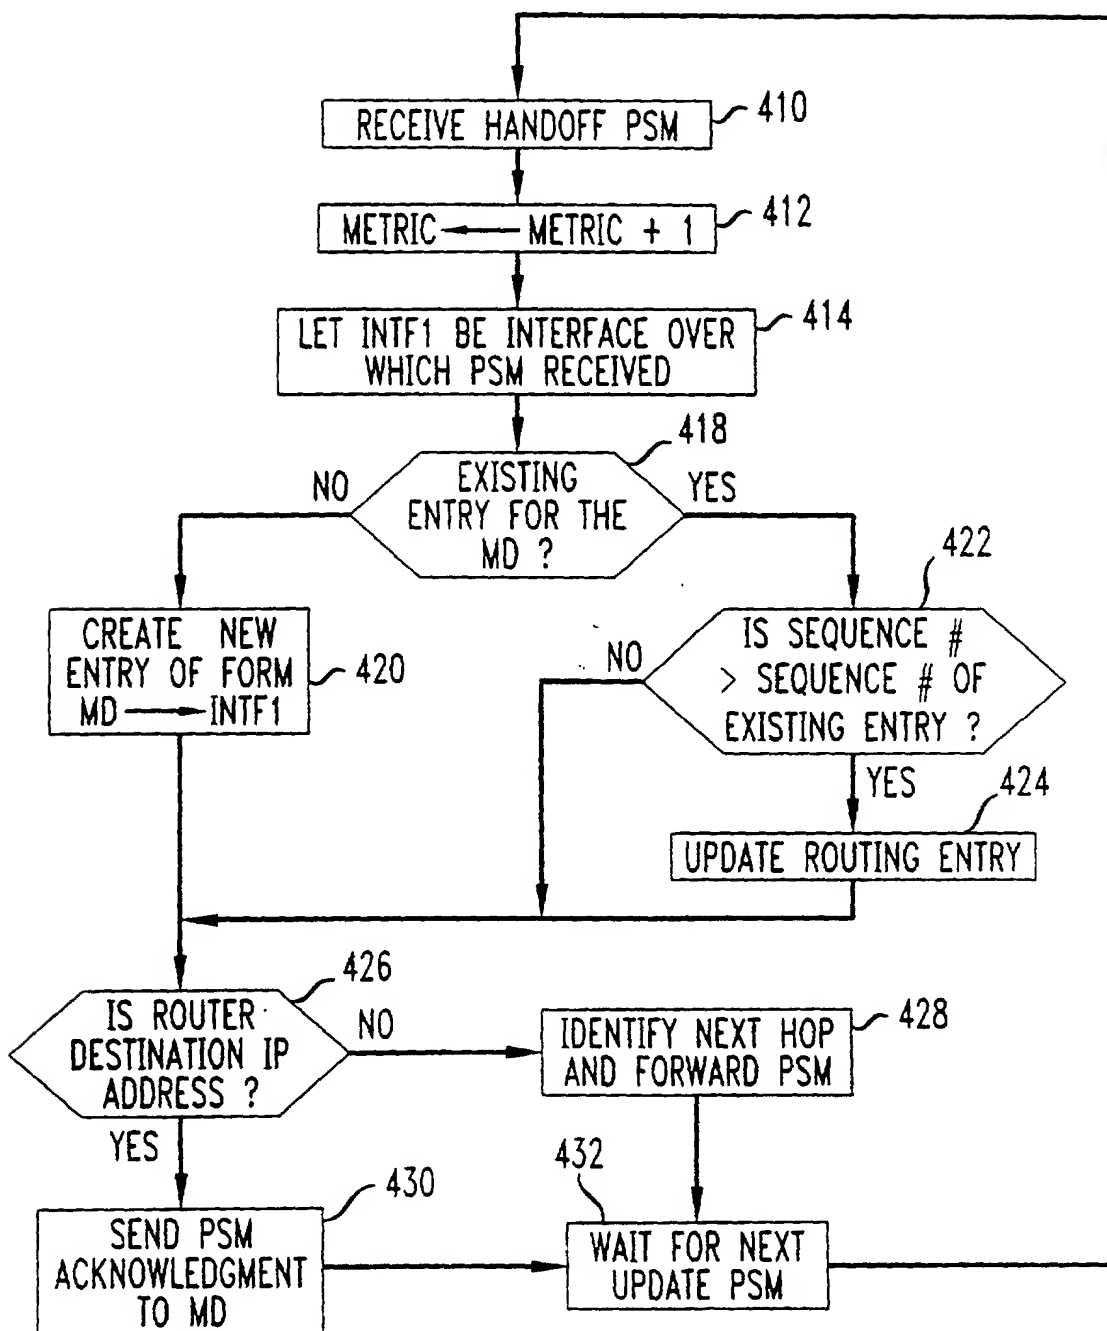 RECEIVE HANDOFF PSM
410
METRIC ← METRIC + 1
412
LET INTF1 BE INTERFACE OVER
WHICH PSM RECEIVED
414
418
EXISTING
ENTRY FOR THE
MD ?
NO
YES
422
CREATE NEW
ENTRY OF FORM
MD → INTF1
420
IS SEQUENCE #
> SEQUENCE # OF
EXISTING ENTRY ?
NO
YES
424
UPDATE ROUTING ENTRY
426
IS ROUTER
DESTINATION IP
ADDRESS ?
NO
YES
IDENTIFY NEXT HOP
AND FORWARD PSM
428
430
SEND PSM
ACKNOWLEDGMENT
TO MD
432
WAIT FOR NEXT
UPDATE PSM